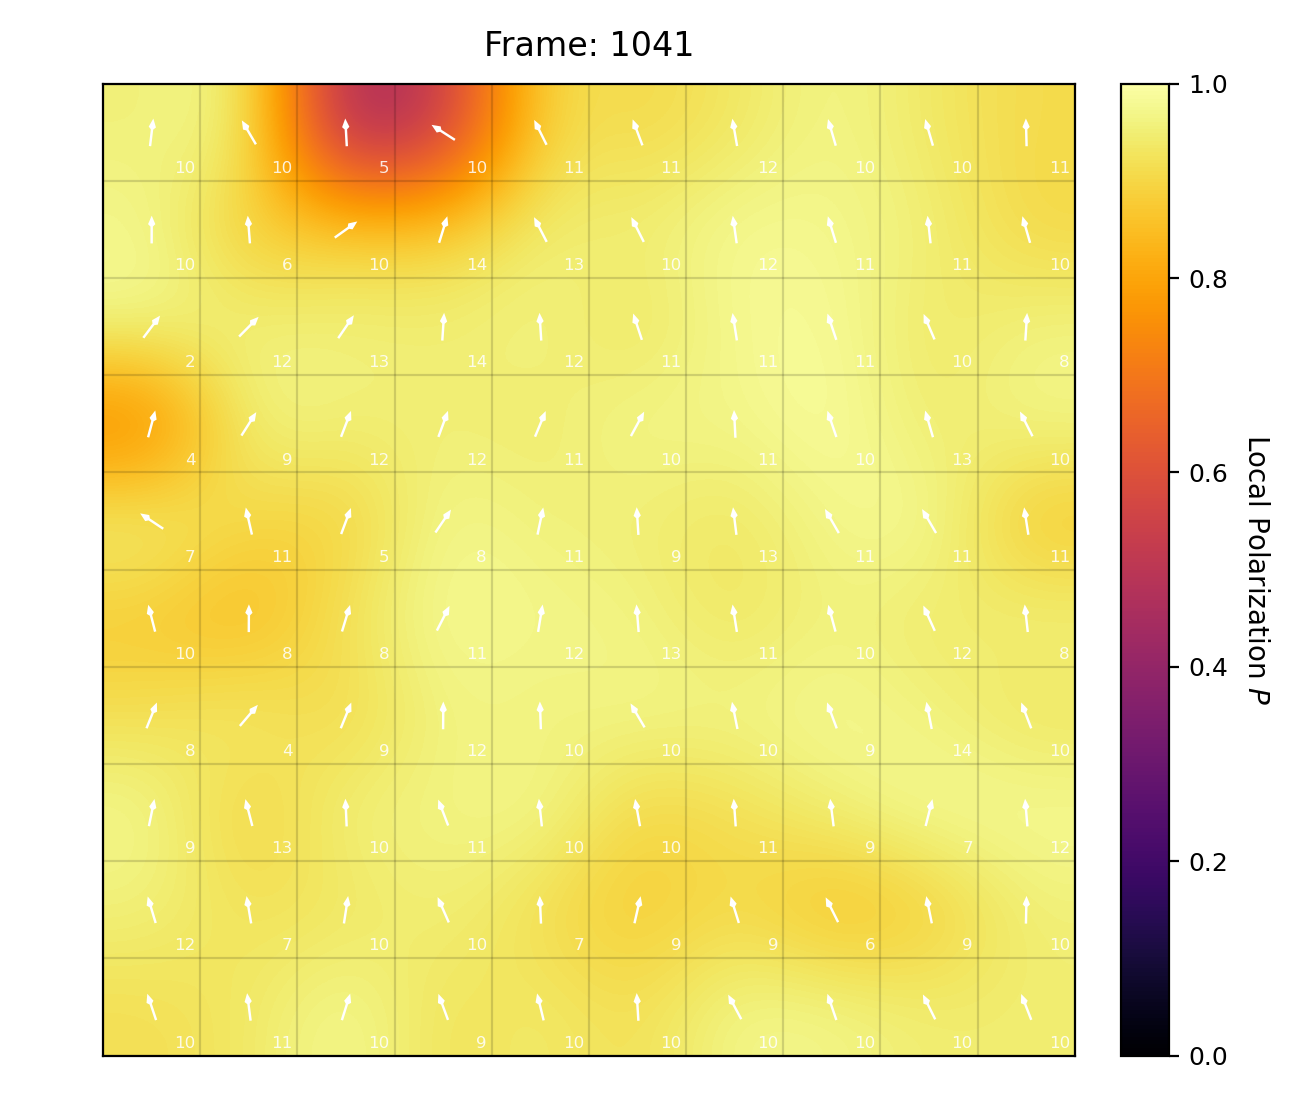 Frame: 1041
10 10 5 10 11 11 12 10 10 11
10 6 10 14 13 10 12 11 11 10
2 12 13 14 12 11 11 11 10 8
4 9 12 12 11 10 11 10 13 10
7 11 5 8 11 9 13 11 11 11
10 8 8 11 12 13 11 10 12 8
8 4 9 12 10 10 10 9 14 10
9 13 10 11 10 10 11 9 7 12
12 7 10 10 7 9 9 6 9 10
10 11 10 9 10 10 10 10 10 10
1.0
0.8
0.6
0.4
0.2
0.0
Local Polarization P